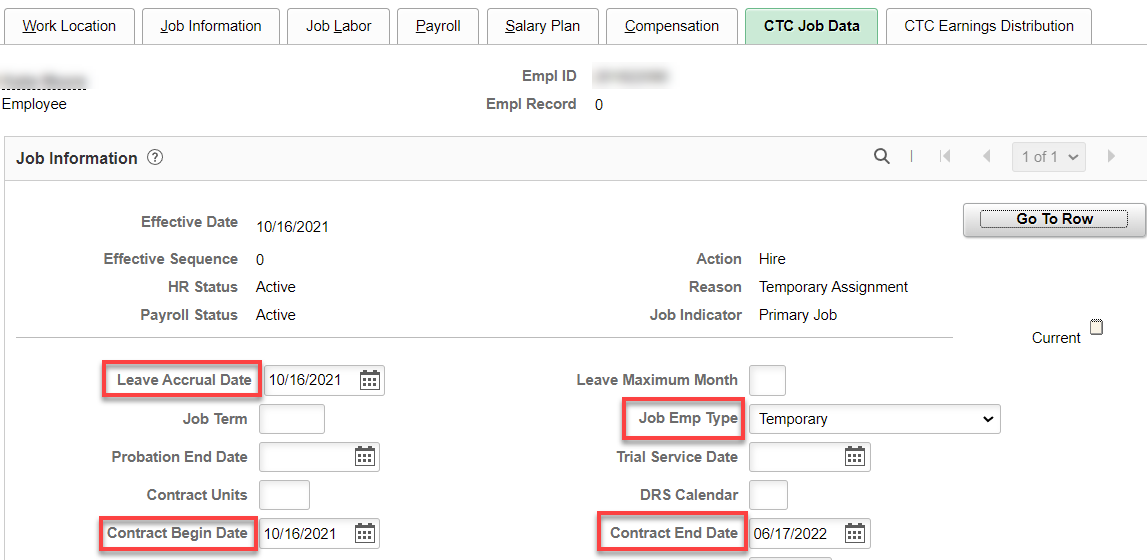 Work Location Job Information Job Labor Payroll Salary Plan Compensation CTC Job Data CTC Earnings Distribution
Empl ID
Employee Empl Record 0
Job Information ? 1 of 1
Effective Date 10/16/2021 Go To Row
Effective Sequence 0 Action Hire
HR Status Active Reason Temporary Assignment
Payroll Status Active Job Indicator Primary Job
Current
Leave Accrual Date 10/16/2021 Leave Maximum Month
Job Term Job Emp Type Temporary
Probation End Date Trial Service Date
Contract Units DRS Calendar
Contract Begin Date 10/16/2021 Contract End Date 06/17/2022